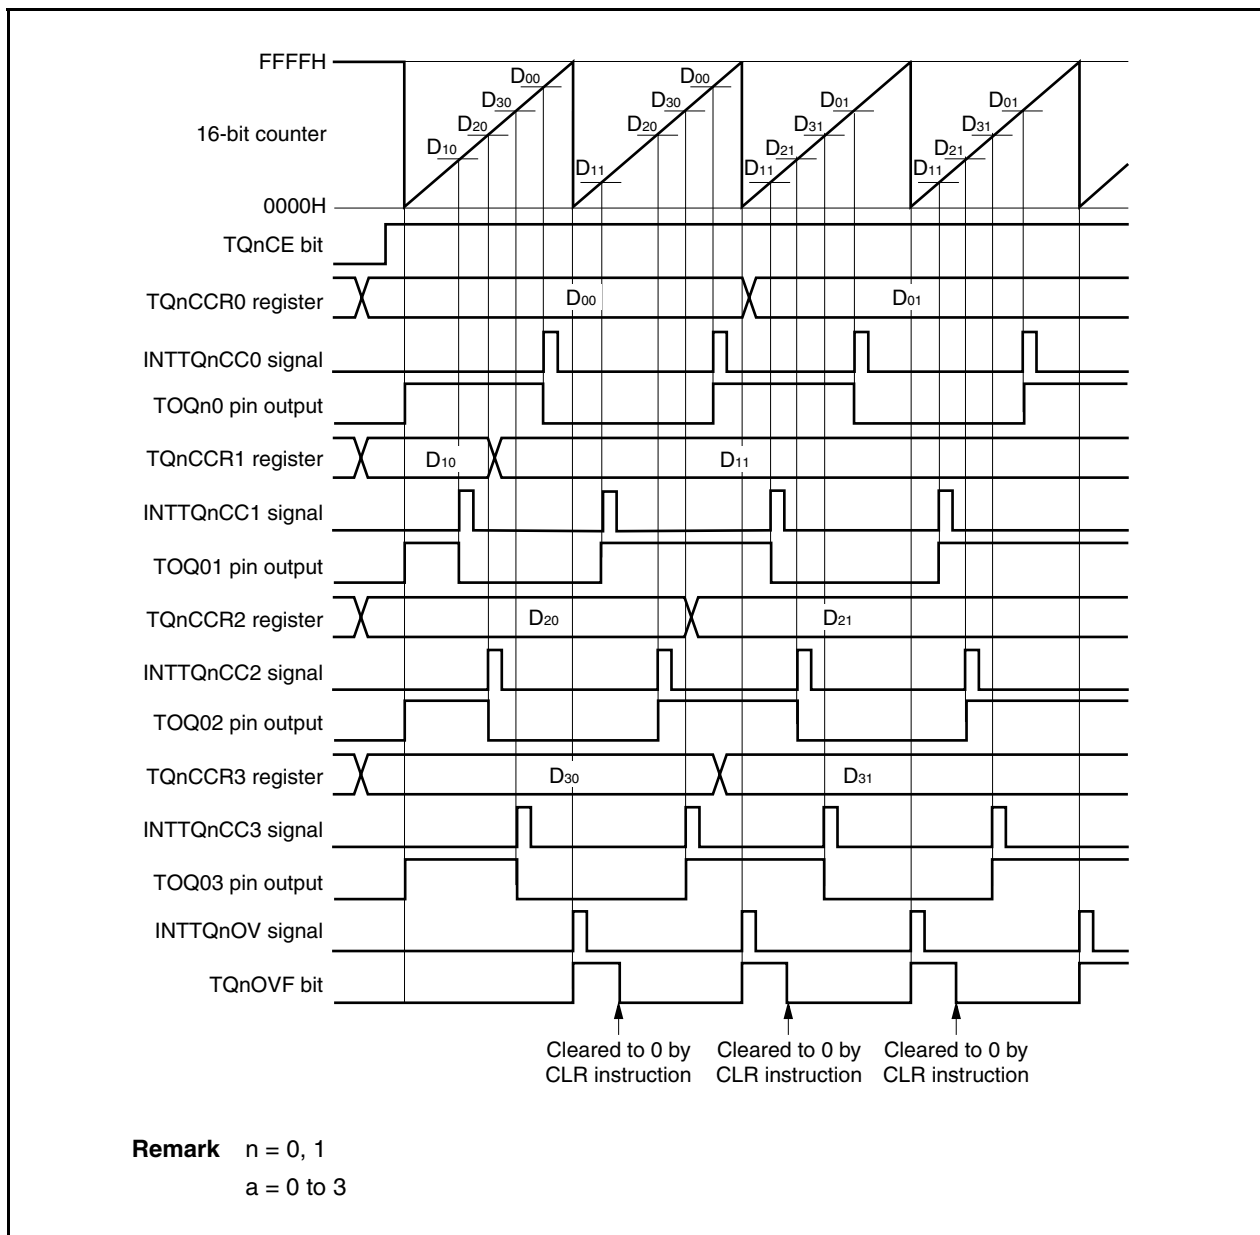 FFFFH
D00 D00
D30 D30 D01 D01
16-bit counter D20 D20 D31 D31
D10 D21 D21
D11 D11 D11
0000H
TQnCE bit
TQnCCR0 register D00 D01
INTTQnCC0 signal
TOQn0 pin output
TQnCCR1 register D10 D11
INTTQnCC1 signal
TOQ01 pin output
TQnCCR2 register D20 D21
INTTQnCC2 signal
TOQ02 pin output
TQnCCR3 register D30 D31
INTTQnCC3 signal
TOQ03 pin output
INTTQnOV signal
TQnOVF bit
Cleared to 0 by
CLR instruction
Cleared to 0 by
CLR instruction
Cleared to 0 by
CLR instruction
Remark n = 0, 1
a = 0 to 3